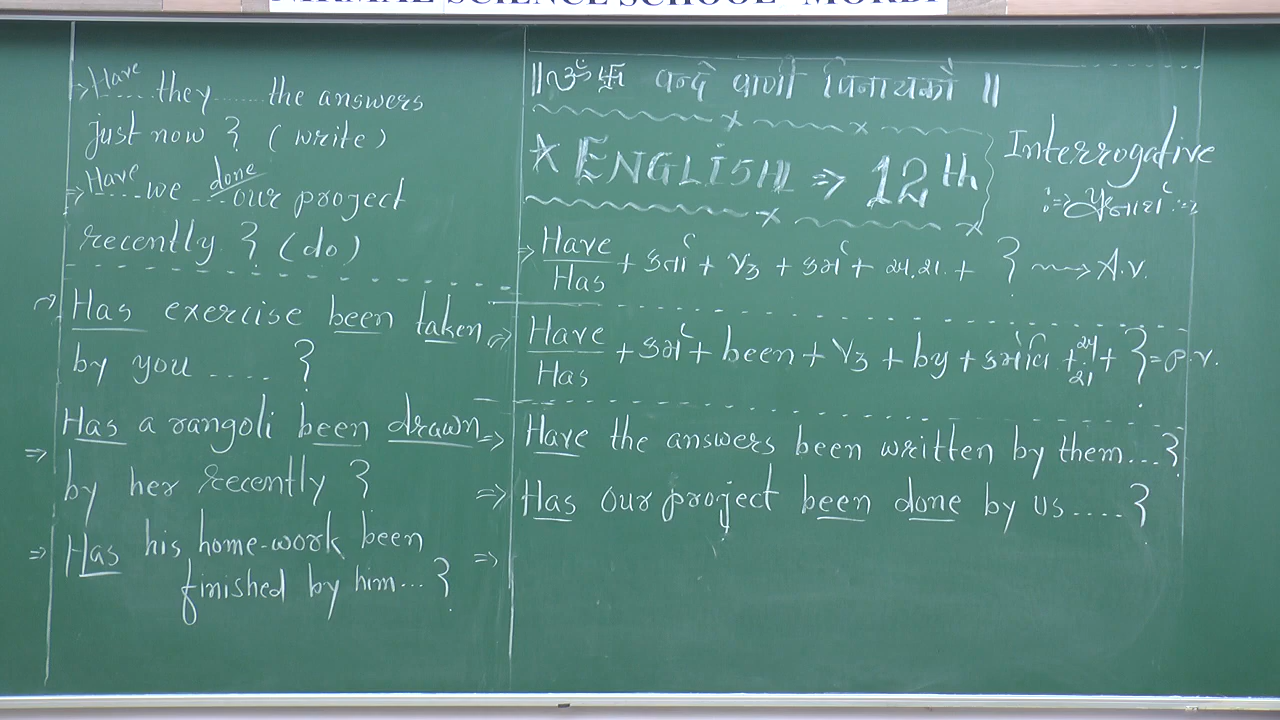 NIRMAL SCIENCE SCHOOL - MORBI
⇒ Have ..... they ...... the answers
just now ? ( write )
⇒ Have .... we ... done our project
recently ? ( do )
⇒ Has exercise been taken
by you .... ?
⇒ Has a rangoli been drawn
by her recently ?
⇒ Has his home-work been
finished by him ... ?
|| ૐ 卐 वन्दे वाणी विनायकौ ||
* ENGLISH ⇒ 12th
Interrogative
પ્રશ્નાર્થ
⇒ Have/Has + કર્તા + V3 + કર્મ + અ.શ. + ? → A.V.
⇒ Have/Has + કર્મ + been + V3 + by + કર્માણિ + અ.શ. + ? = P.V.
⇒ Have the answers been written by them ... ?
⇒ Has our project been done by us .... ?
⇒